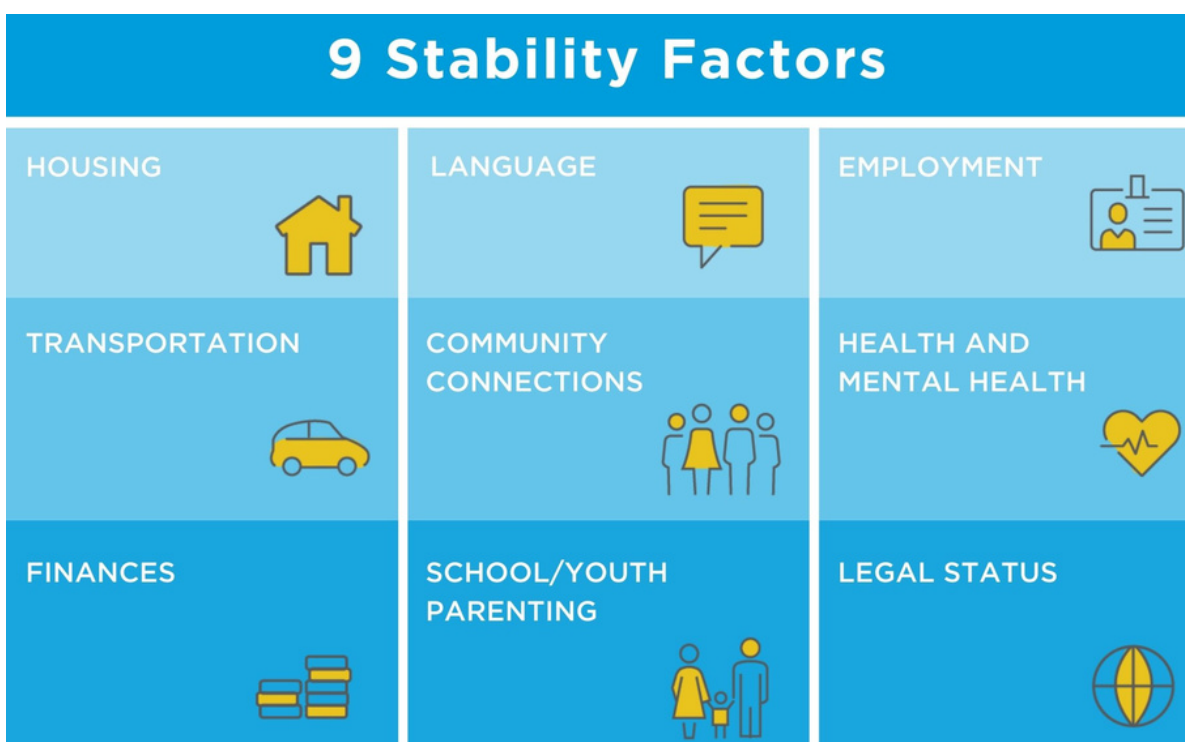 9 Stability Factors
HOUSING
LANGUAGE
EMPLOYMENT
TRANSPORTATION
COMMUNITY
CONNECTIONS
HEALTH AND
MENTAL HEALTH
FINANCES
SCHOOL/YOUTH
PARENTING
LEGAL STATUS